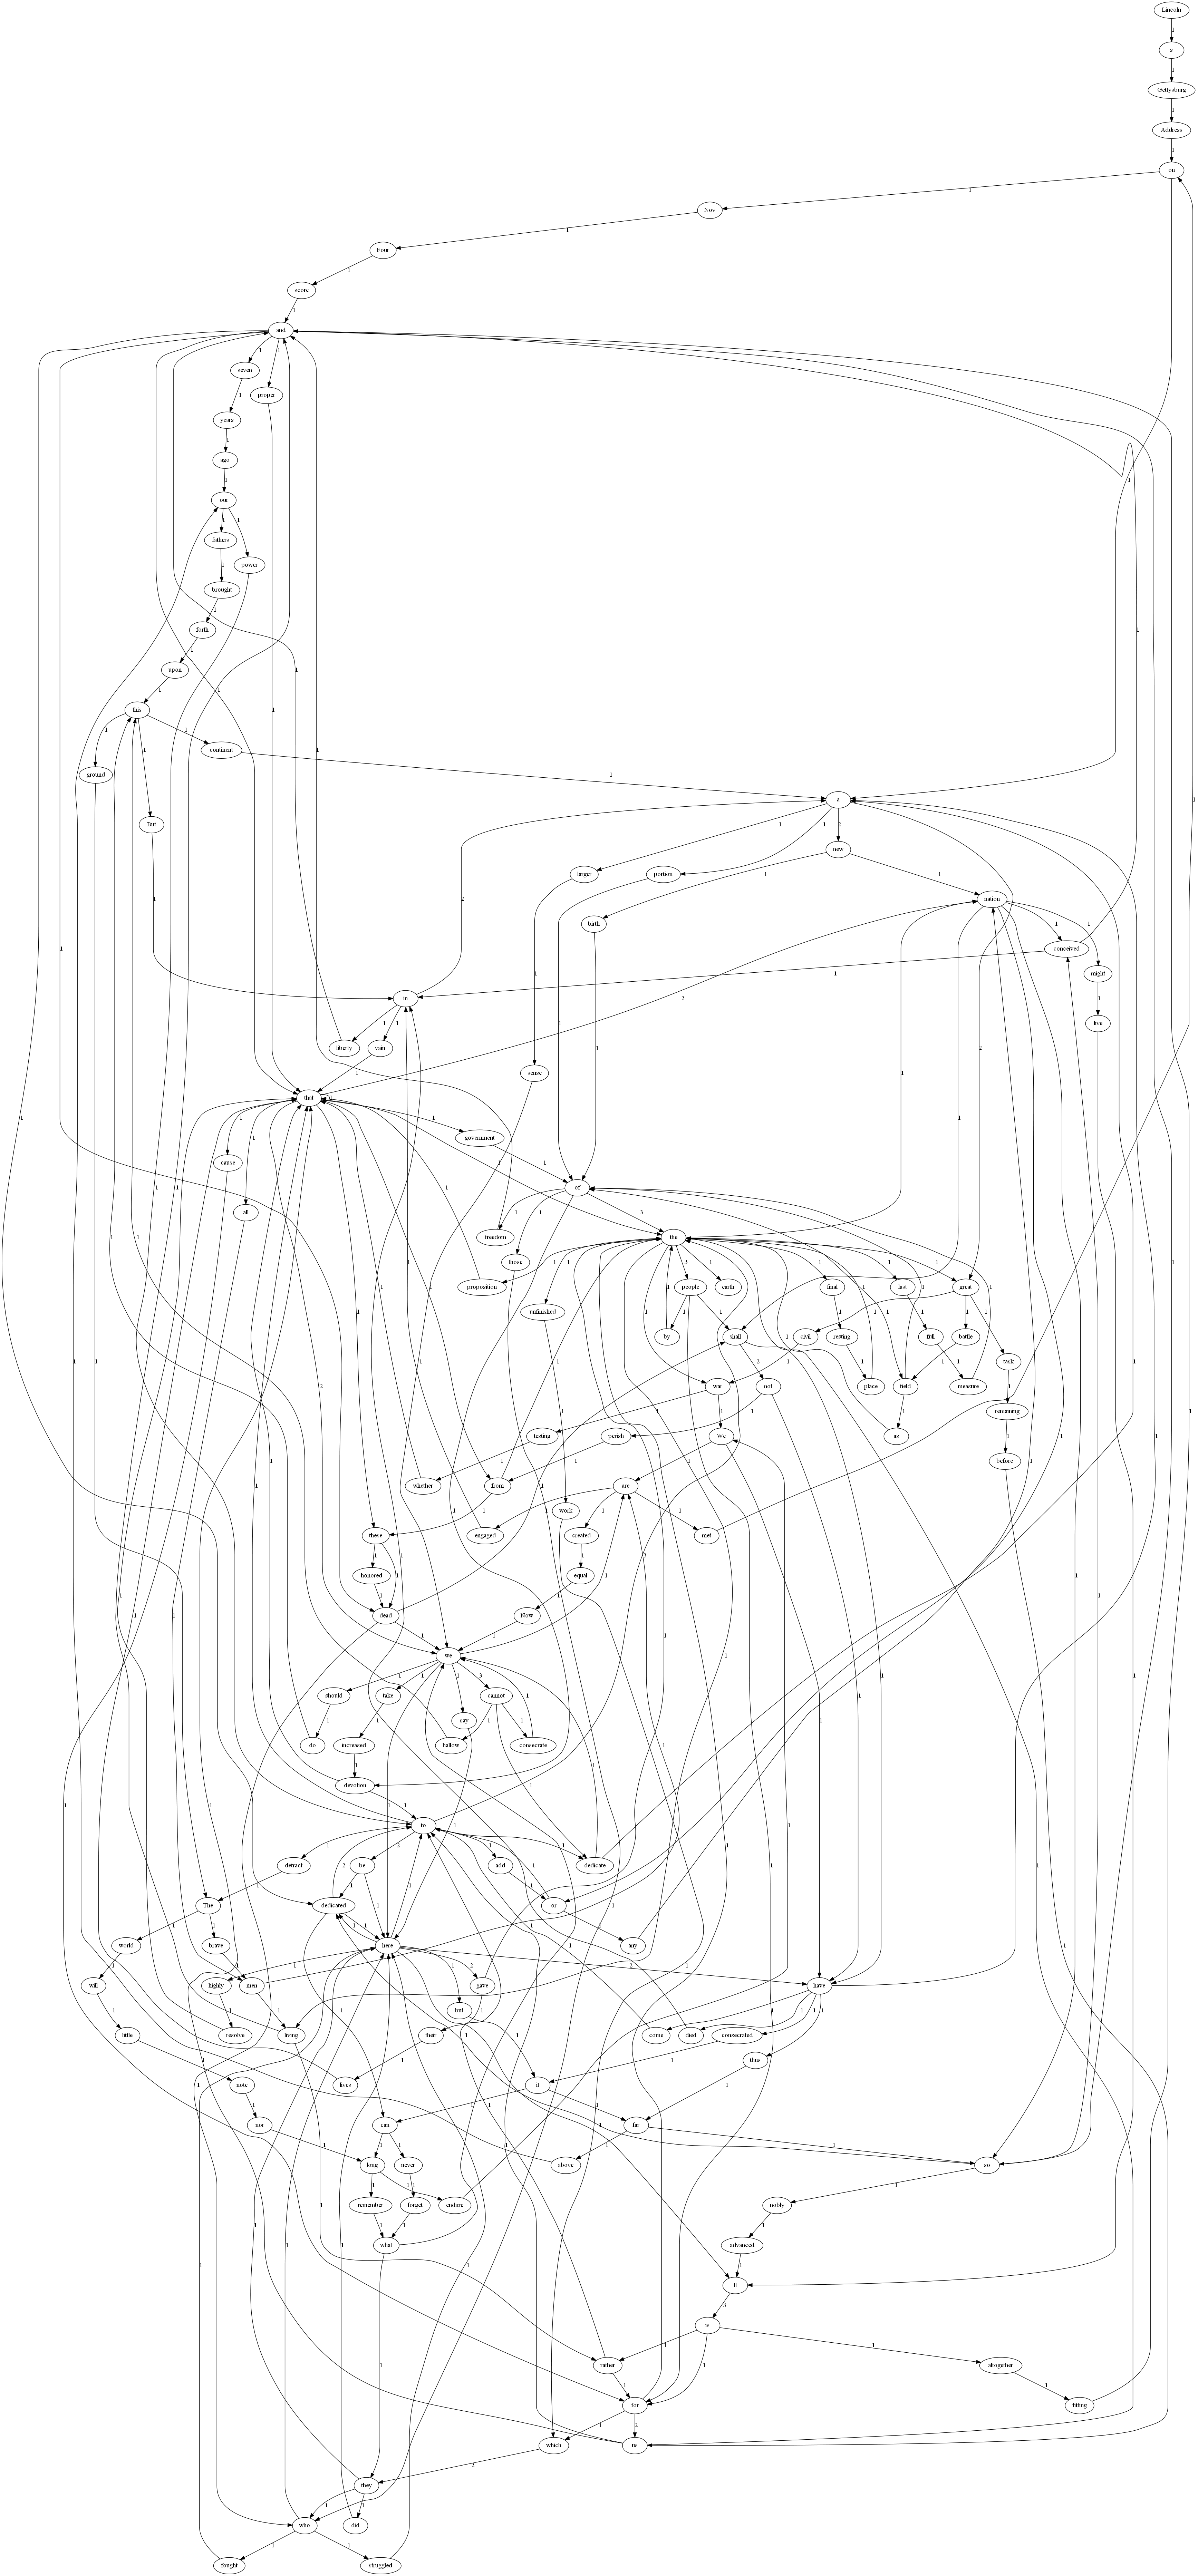 Lincoln
s
Gettysburg
Address
on
Nov
Four
score
and
seven
proper
years
ago
our
fathers
power
brought
forth
upon
this
continent
ground
But
a
new
larger
portion
nation
birth
conceived
might
in
live
liberty
vain
sense
that
government
cause
of
all
freedom
the
those
proposition
people
earth
final
last
great
unfinished
by
shall
civil
resting
full
battle
task
war
not
place
field
measure
remaining
testing
perish
We
as
before
whether
from
are
work
these
engaged
created
met
honored
equal
dead
Now
we
should
take
say
cannot
do
increased
hallow
consecrate
devotion
to
detract
be
add
dedicate
The
dedicated
or
world
brave
here
any
will
highly
men
gave
have
but
little
resolve
living
their
come
died
consecrated
thus
note
lives
it
nor
can
far
long
never
above
so
remember
forget
endure
nobly
what
advanced
It
is
rather
altogether
for
fitting
which
us
they
who
did
fought
struggled